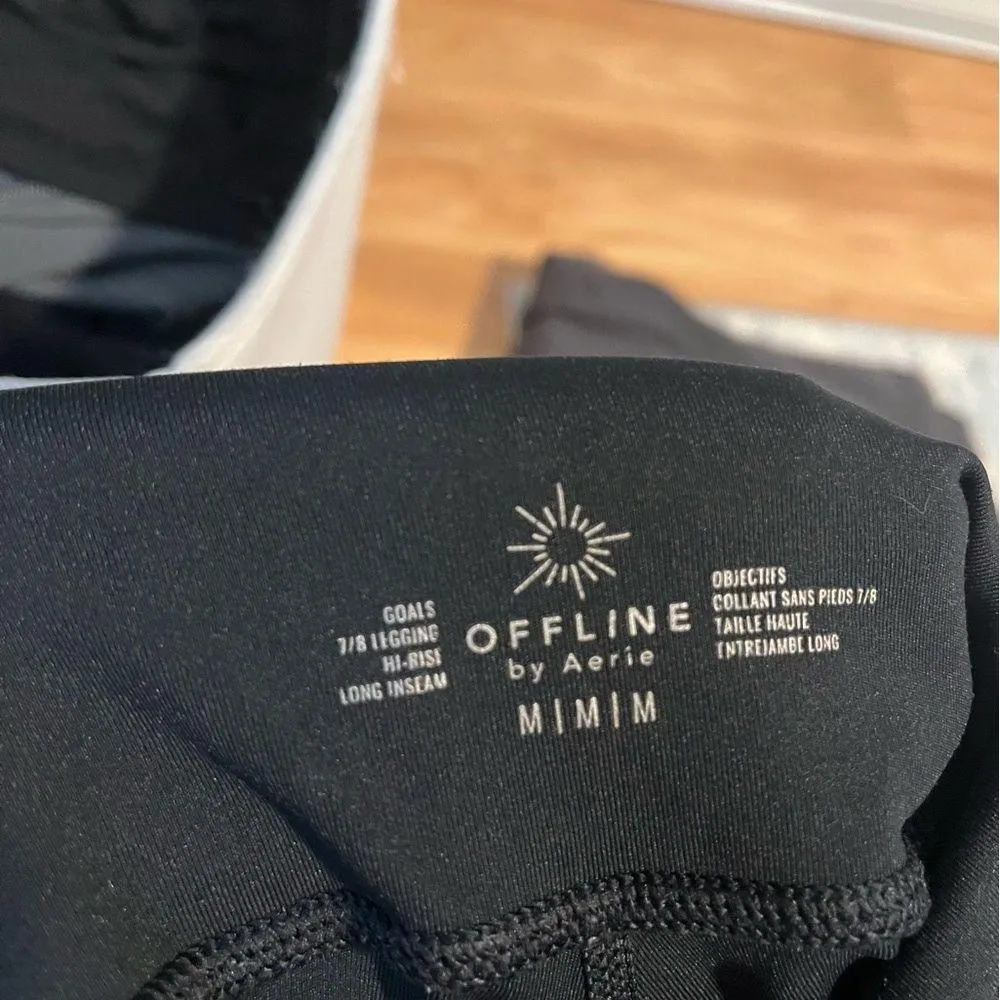 GOALS
7/8 LEGGING
HI-RISE
LONG INSEAM
OFFLINE
by Aerie
M|M|M
OBJECTIFS
COLLANT SANS PIEDS 7/8
TAILLE HAUTE
ENTREJAMBE LONG